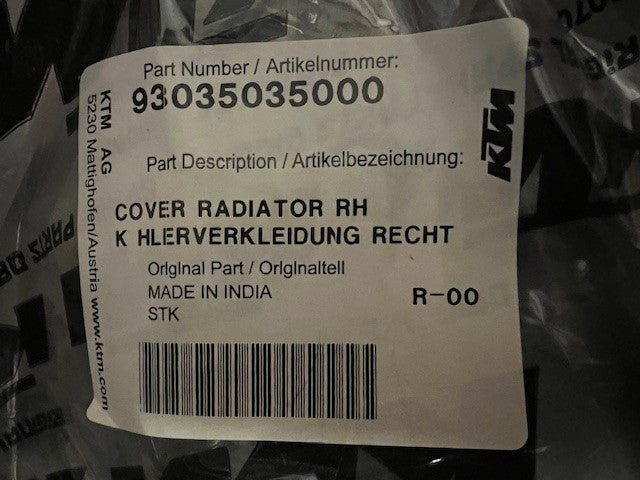 Part Number / Artikelnummer:
93035035000
KTM
Part Description / Artikelbezeichnung:
COVER RADIATOR RH
K HLERVERKLEIDUNG RECHT
Original Part / Originalteil
MADE IN INDIA
R-00
STK
KTM AG
5230 Mattighofen/Austria www.ktm.com
PARTS